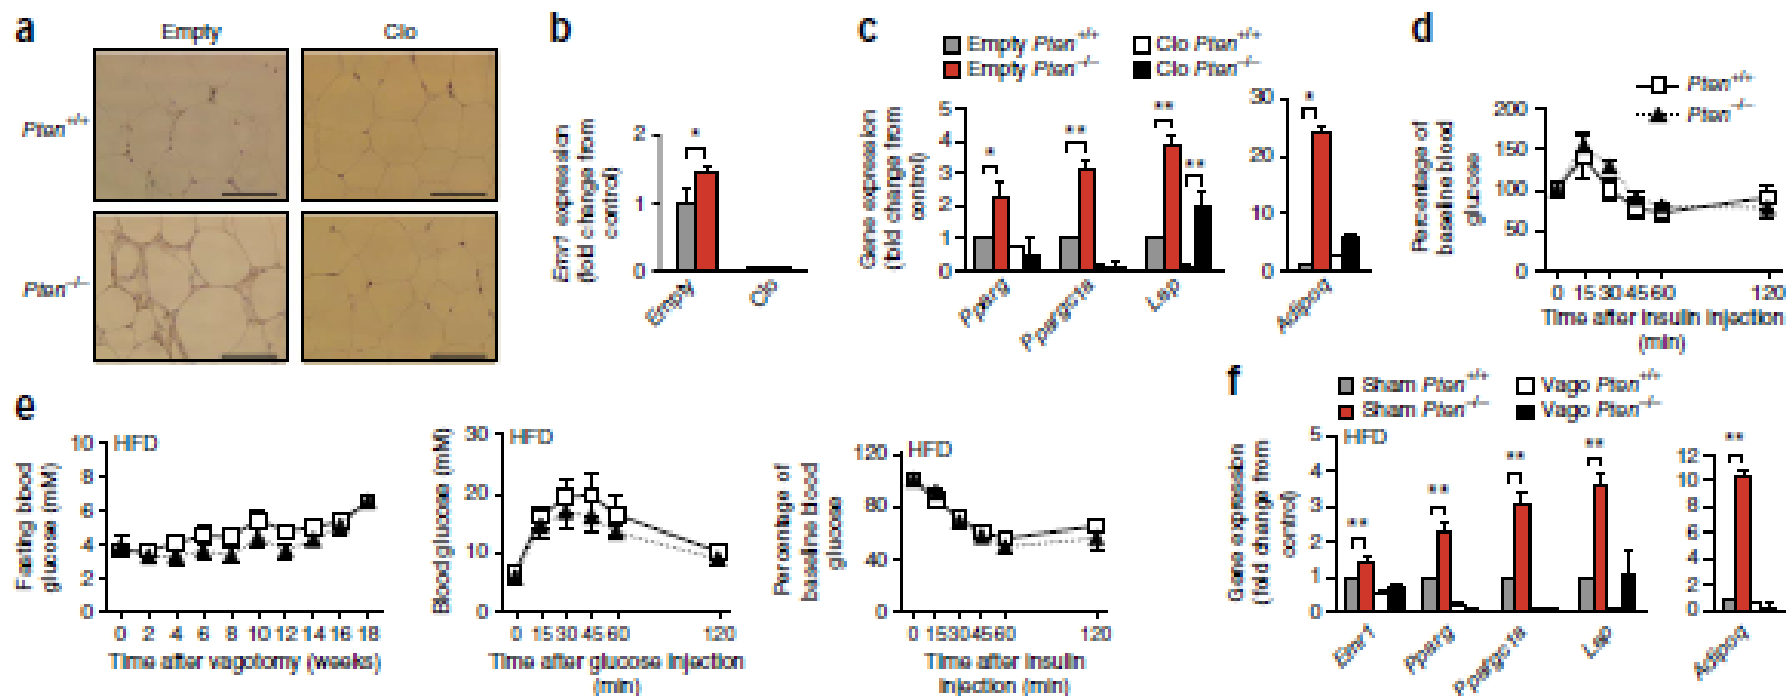 a
Empty
Clo
Pten+/+
Pten−/−
b
Emr1 expression
(fold change from
control)
2
1
0
*
Empty
Clo
c
Empty Pten+/+
Clo Pten+/+
Empty Pten−/−
Clo Pten−/−
Gene expression
(fold change from
control)
5
4
3
2
1
0
*
**
**
**
Pparg
Ppargc1a
Lsp
30
20
10
0
*
Adipoq
d
Pten+/+
Pten−/−
Percentage of
baseline blood
glucose
200
150
100
50
0
0 15 30 45 60 120
Time after insulin injection
(min)
e
HFD
Fasting blood
glucose (mM)
10
8
6
4
2
0
0 2 4 6 8 10 12 14 16 18
Time after vagotomy (weeks)
HFD
Blood glucose (mM)
30
20
10
0
0 15 30 45 60 120
Time after glucose injection
(min)
HFD
Percentage of
baseline blood
glucose
120
80
40
0
0 15 30 45 60 120
Time after insulin
injection (min)
f
Sham Pten+/+
Vago Pten+/+
Sham Pten−/−
Vago Pten−/−
HFD
Gene expression
(fold change from
control)
5
4
3
2
1
0
**
**
**
**
Emr1
Pparg
Ppargc1a
Lsp
12
10
8
6
4
2
0
**
Adipoq